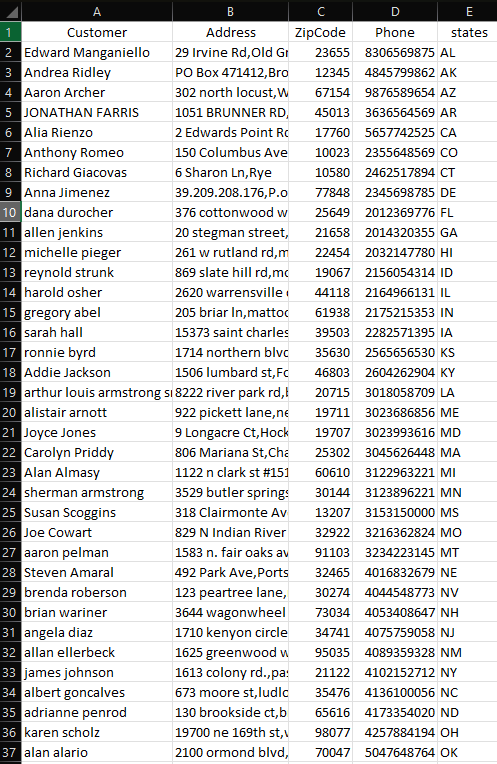 A B C D E
1 Customer Address ZipCode Phone states
2 Edward Manganiello 29 Irvine Rd,Old Gr 23655 8306569875 AL
3 Andrea Ridley PO Box 471412,Bro 12345 4845799862 AK
4 Aaron Archer 302 north locust,W 67154 9876589654 AZ
5 JONATHAN FARRIS 1051 BRUNNER RD, 45013 3636564569 AR
6 Alia Rienzo 2 Edwards Point Rd 17760 5657742525 CA
7 Anthony Romeo 150 Columbus Ave 10023 2355648569 CO
8 Richard Giacovas 6 Sharon Ln,Rye 10580 2462517894 CT
9 Anna Jimenez 39.209.208.176,P.o 77848 2345698785 DE
10 dana durocher 376 cottonwood w 25649 2012369776 FL
11 allen jenkins 20 stegman street, 21658 2014320355 GA
12 michelle pieger 261 w rutland rd,m 22454 2032147780 HI
13 reynold strunk 869 slate hill rd,mo 19067 2156054314 ID
14 harold osher 2620 warrensville 44118 2164966131 IL
15 gregory abel 205 briar ln,mattoo 61938 2175215353 IN
16 sarah hall 15373 saint charles 39503 2282571395 IA
17 ronnie byrd 1714 northern blvd 35630 2565656530 KS
18 Addie Jackson 1506 lumbard st,Fo 46803 2604262904 KY
19 arthur louis armstrong sr 8222 river park rd,b 20715 3018058709 LA
20 alistair arnott 922 pickett lane,ne 19711 3023686856 ME
21 Joyce Jones 9 Longacre Ct,Hock 19707 3023993616 MD
22 Carolyn Priddy 806 Mariana St,Cha 25302 3045626448 MA
23 Alan Almasy 1122 n clark st #151 60610 3122963221 MI
24 sherman armstrong 3529 butler springs 30144 3123896221 MN
25 Susan Scoggins 318 Clairmonte Av 13207 3153150000 MS
26 Joe Cowart 829 N Indian River 32922 3216362824 MO
27 aaron pelman 1583 n. fair oaks av 91103 3234223145 MT
28 Steven Amaral 492 Park Ave,Ports 32465 4016832679 NE
29 brenda roberson 123 peartree lane, 30274 4044548773 NV
30 brian wariner 3644 wagonwheel 73034 4053408647 NH
31 angela diaz 1710 kenyon circle 34741 4075759058 NJ
32 allan ellerbeck 1625 greenwood w 95035 4089359328 NM
33 james johnson 1613 colony rd.,pas 21122 4102152712 NY
34 albert goncalves 673 moore st,ludlo 35476 4136100056 NC
35 adrianne penrod 130 brookside ct,b 65616 4173354020 ND
36 karen scholz 19700 ne 169th st,w 98077 4257884194 OH
37 alan alario 2100 ormond blvd, 70047 5047648764 OK